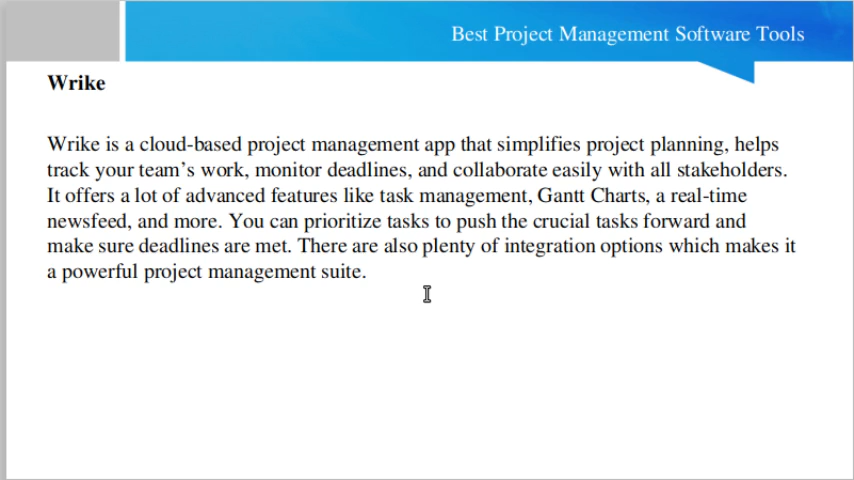 Best Project Management Software Tools
Wrike
Wrike is a cloud-based project management app that simplifies project planning, helps
track your team’s work, monitor deadlines, and collaborate easily with all stakeholders.
It offers a lot of advanced features like task management, Gantt Charts, a real-time
newsfeed, and more. You can prioritize tasks to push the crucial tasks forward and
make sure deadlines are met. There are also plenty of integration options which makes it
a powerful project management suite.